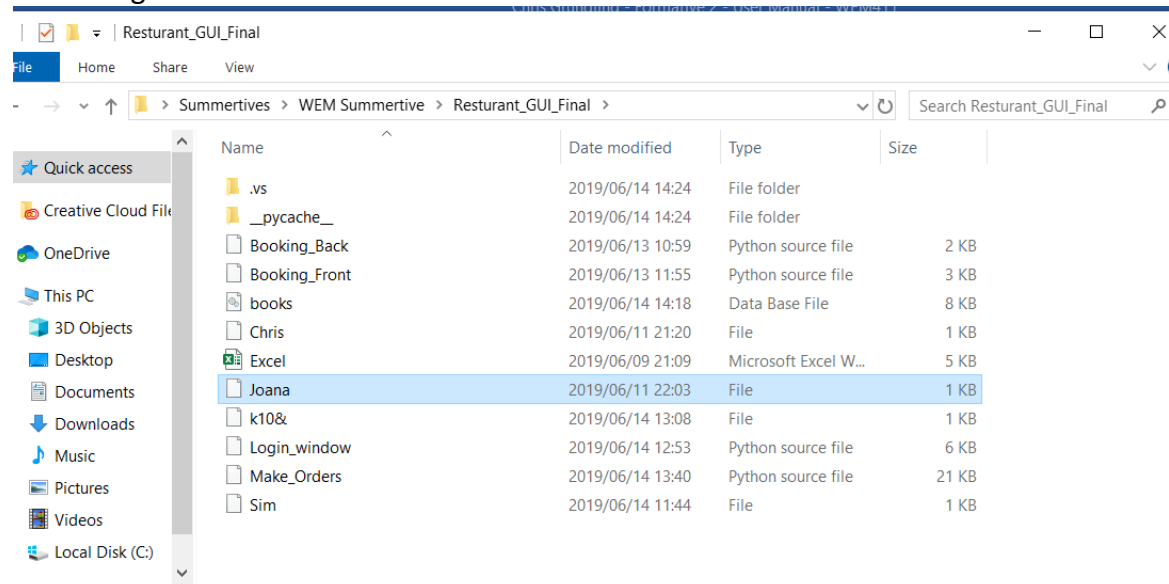 Resturant_GUI_Final
File Home Share View
Summertives > WEM Summertive > Resturant_GUI_Final > Search Resturant_GUI_Final
Name Date modified Type Size
Quick access
Creative Cloud File
OneDrive
This PC
3D Objects
Desktop
Documents
Downloads
Music
Pictures
Videos
Local Disk (C:)
.vs 2019/06/14 14:24 File folder
__pycache__ 2019/06/14 14:24 File folder
Booking_Back 2019/06/13 10:59 Python source file 2 KB
Booking_Front 2019/06/13 11:55 Python source file 3 KB
books 2019/06/14 14:18 Data Base File 8 KB
Chris 2019/06/11 21:20 File 1 KB
Excel 2019/06/09 21:09 Microsoft Excel W... 5 KB
Joana 2019/06/11 22:03 File 1 KB
k10& 2019/06/14 13:08 File 1 KB
Login_window 2019/06/14 12:53 Python source file 6 KB
Make_Orders 2019/06/14 13:40 Python source file 21 KB
Sim 2019/06/14 11:44 File 1 KB